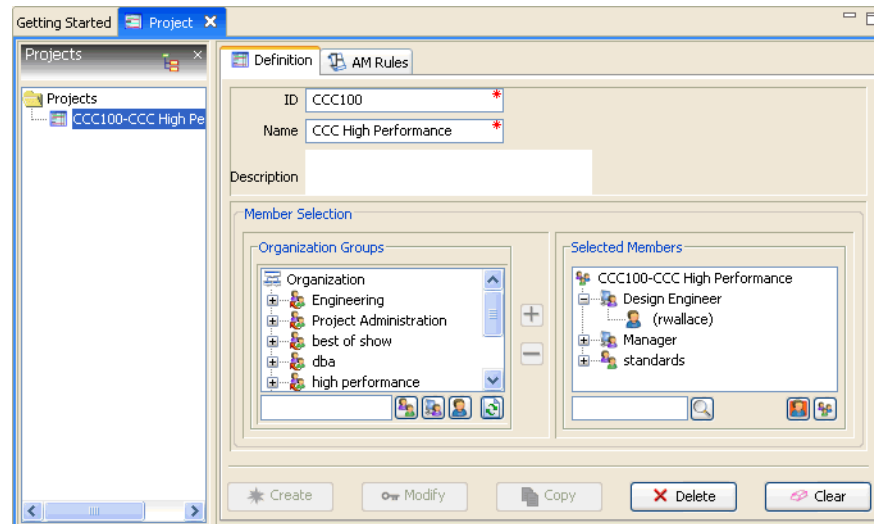 Getting Started
Project
Projects
Projects
CCC100-CCC High Pe
Definition
AM Rules
ID
CCC100
*
Name
CCC High Performance
*
Description
Member Selection
Organization Groups
Organization
Engineering
Project Administration
best of show
dba
high performance
Selected Members
CCC100-CCC High Performance
Design Engineer
(rwallace)
Manager
standards
Create
Modify
Copy
Delete
Clear